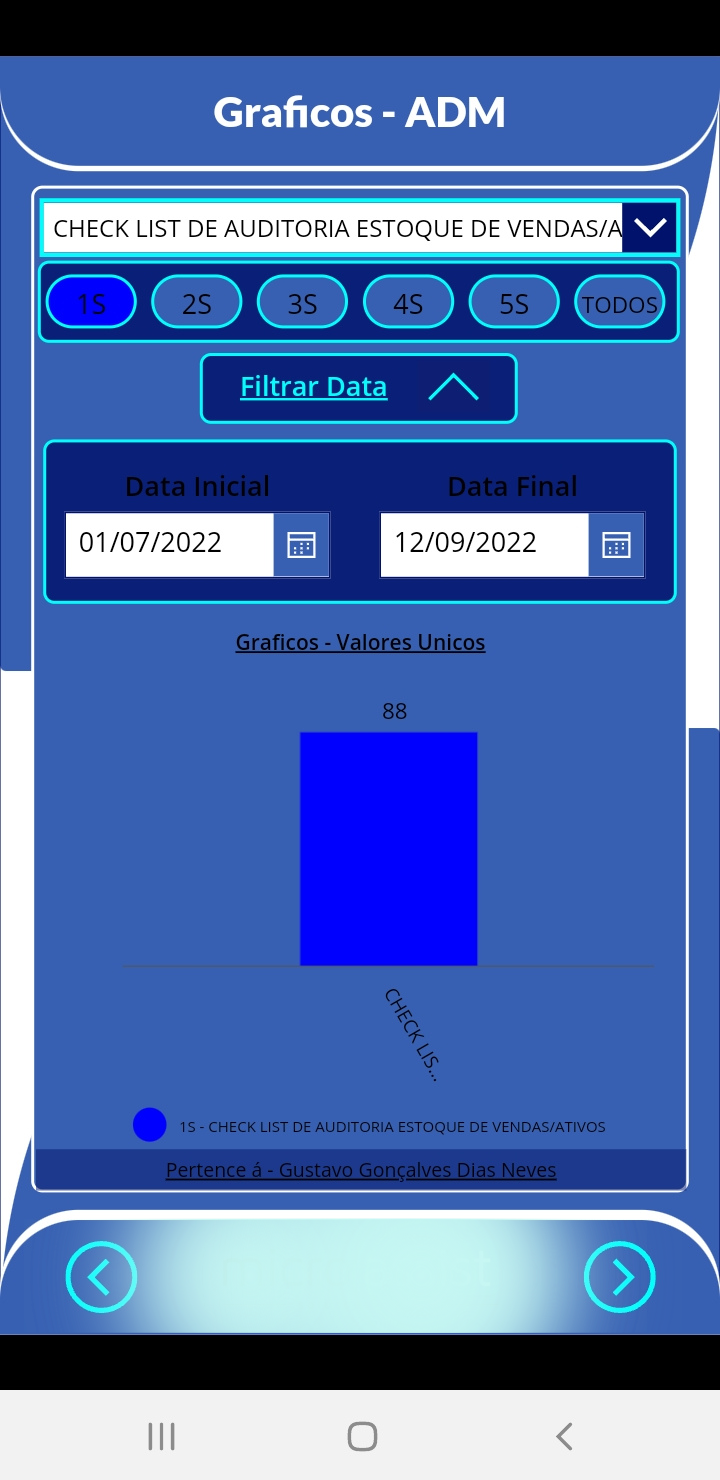 Graficos - ADM
CHECK LIST DE AUDITORIA ESTOQUE DE VENDAS/A
1S 2S 3S 4S 5S TODOS
Filtrar Data
Data Inicial Data Final
01/07/2022 12/09/2022
Graficos - Valores Unicos
88
CHECK LIS...
1S - CHECK LIST DE AUDITORIA ESTOQUE DE VENDAS/ATIVOS
Pertence á - Gustavo Gonçalves Dias Neves